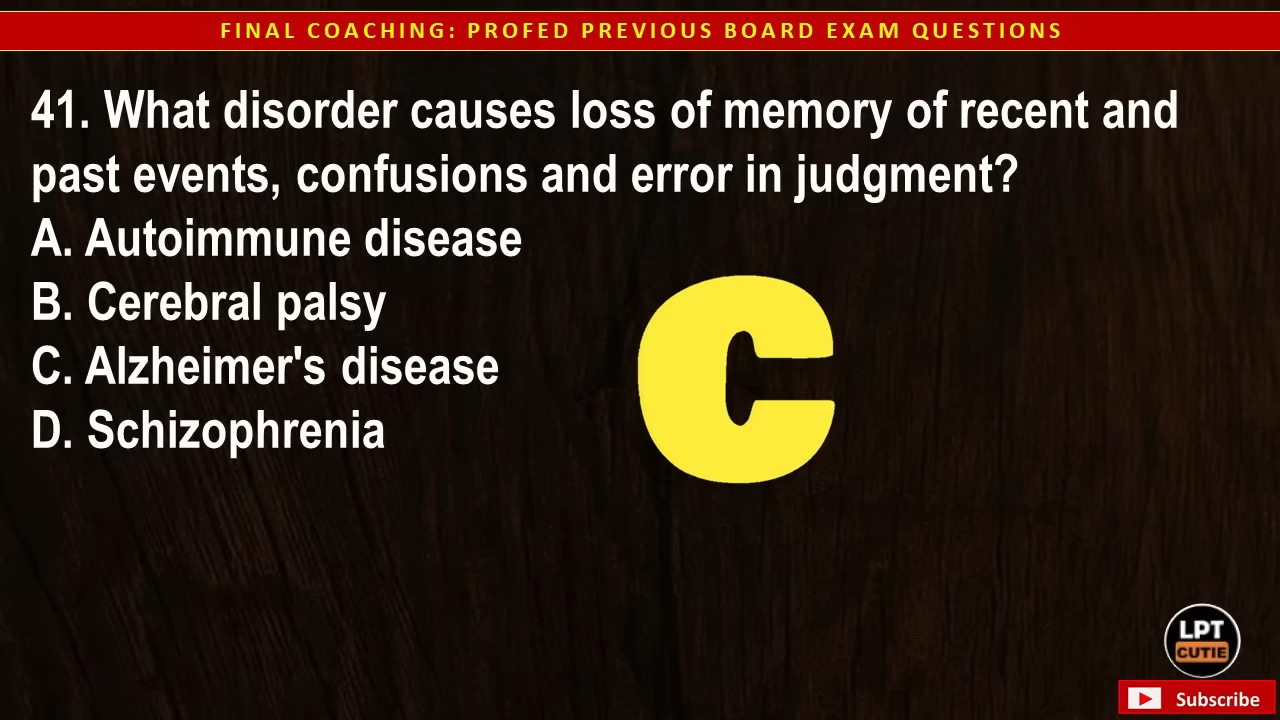 FINAL COACHING: PROFED PREVIOUS BOARD EXAM QUESTIONS
41. What disorder causes loss of memory of recent and
past events, confusions and error in judgment?
A. Autoimmune disease
B. Cerebral palsy
C. Alzheimer's disease
D. Schizophrenia
C
LPT
CUTIE
Subscribe